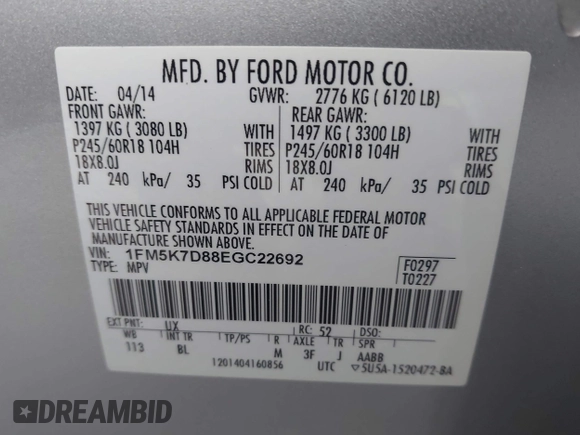 MFD. BY FORD MOTOR CO.
DATE: 04/14 GVWR: 2776 KG ( 6120 LB)
FRONT GAWR: REAR GAWR:
1397 KG ( 3080 LB) WITH 1497 KG ( 3300 LB) WITH
P245/60R18 104H TIRES P245/60R18 104H TIRES
18X8.0J RIMS 18X8.0J RIMS
AT 240 kPa/ 35 PSI COLD AT 240 kPa/ 35 PSI COLD
THIS VEHICLE CONFORMS TO ALL APPLICABLE FEDERAL MOTOR
VEHICLE SAFETY STANDARDS IN EFFECT ON THE DATE OF
MANUFACTURE SHOWN ABOVE.
VIN: 1FM5K7D88EGC22692 F0297
TYPE: MPV T0227
EXT PNT: UX RC: 52 DSO:
WB INT TR TP/PS R AXLE TR SPR
113 BL M 3F J AABB
1201404160856 UTC ▽5U5A-1520472-BA
DREAMBID